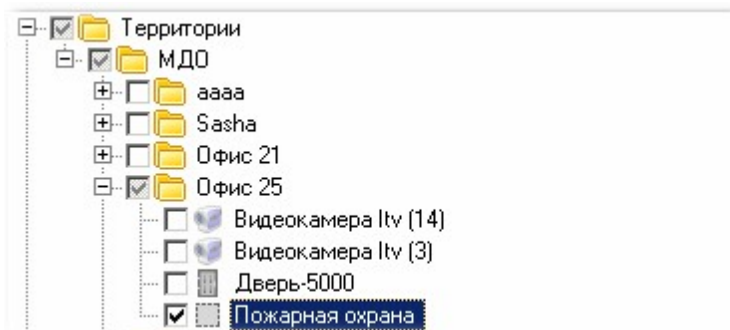 Территории
МДО
аааа
Sasha
Офис 21
Офис 25
Видеокамера Itv (14)
Видеокамера Itv (3)
Дверь-5000
Пожарная охрана